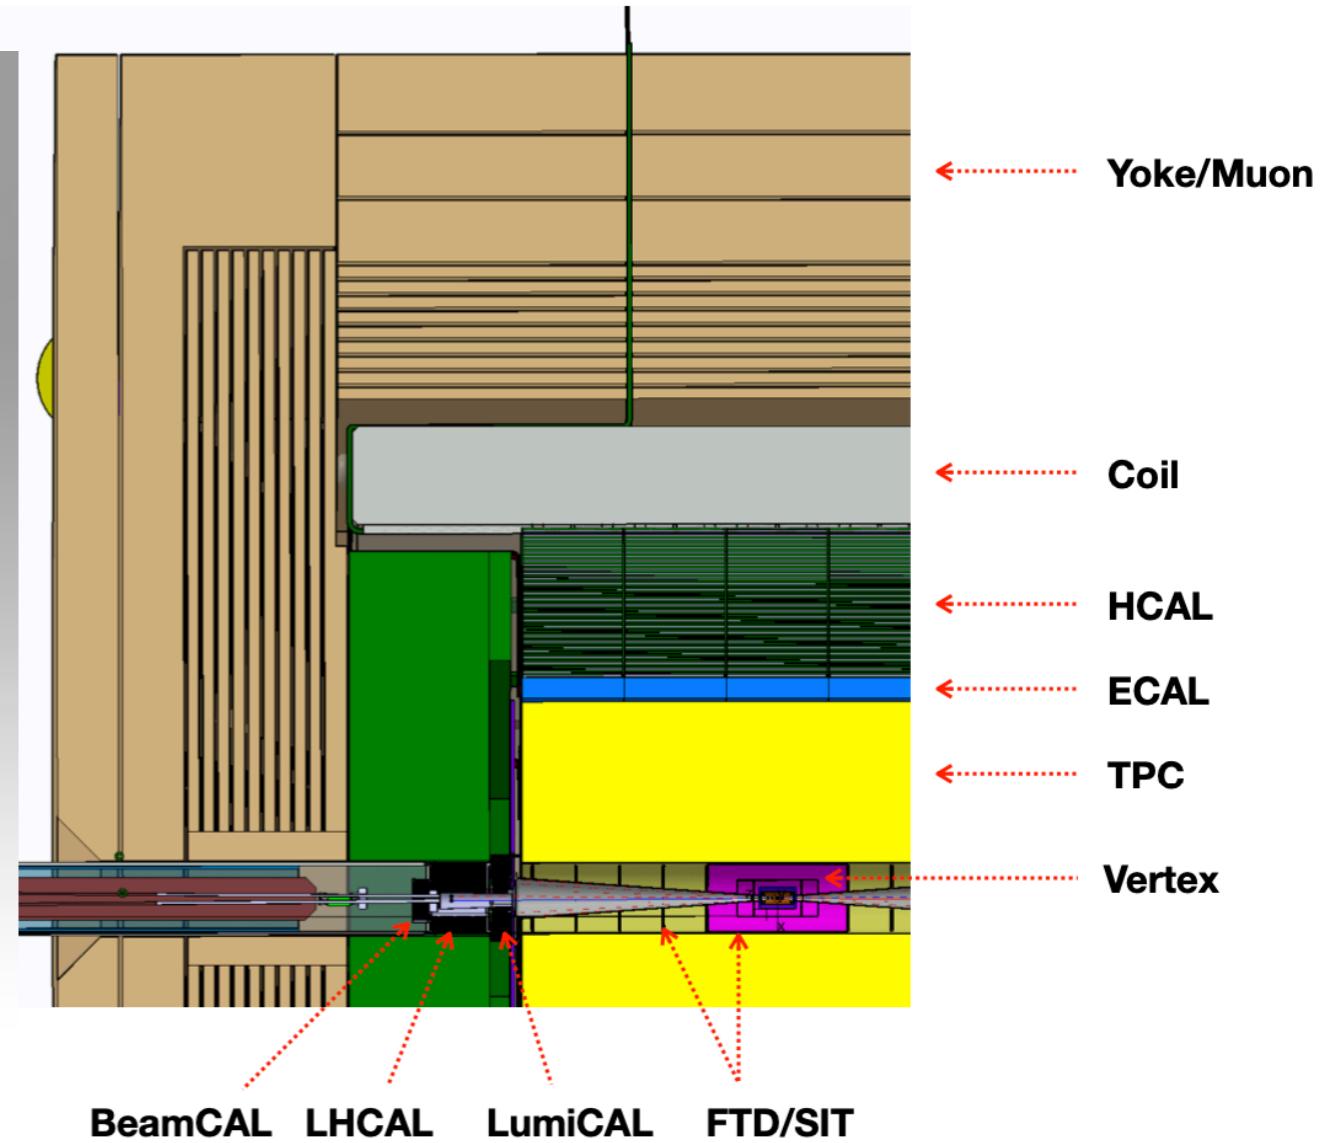 Yoke/Muon
Coil
HCAL
ECAL
TPC
Vertex
X
BeamCAL LHCAL LumiCAL FTD/SIT